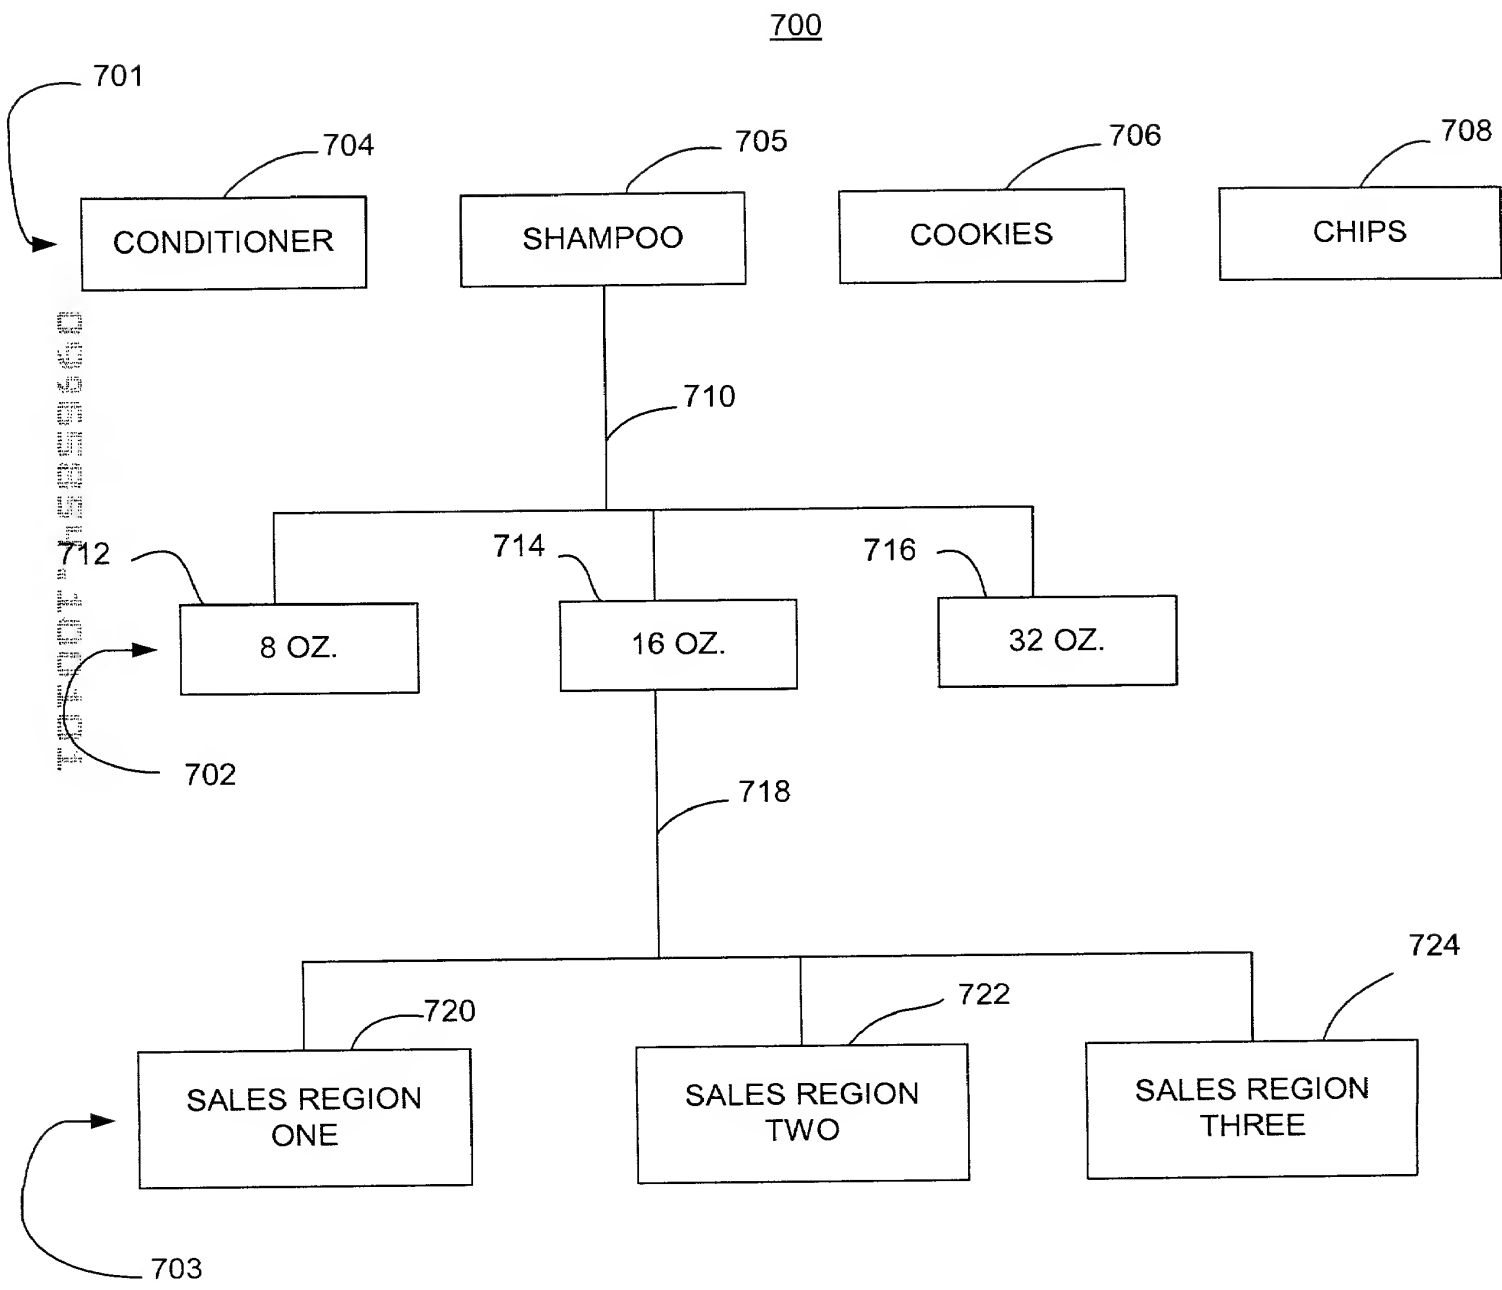 700
701
704
705
706
708
CONDITIONER
SHAMPOO
COOKIES
CHIPS
710
712
714
716
8 OZ.
16 OZ.
32 OZ.
702
718
724
720
722
SALES REGION
ONE
SALES REGION
TWO
SALES REGION
THREE
703